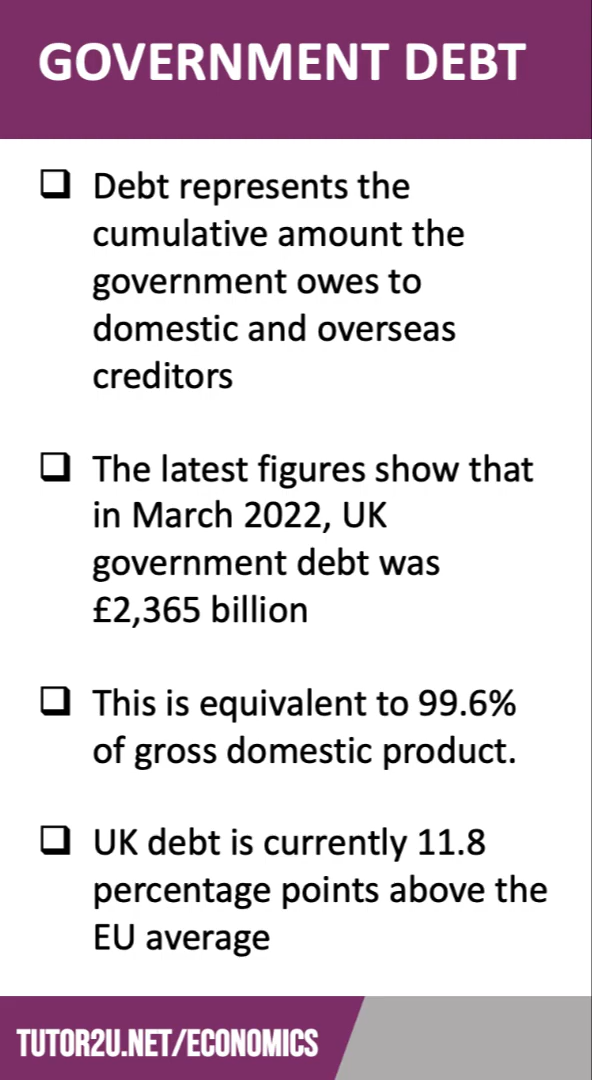 GOVERNMENT DEBT
Debt represents the
cumulative amount the
government owes to
domestic and overseas
creditors
The latest figures show that
in March 2022, UK
government debt was
£2,365 billion
This is equivalent to 99.6%
of gross domestic product.
UK debt is currently 11.8
percentage points above the
EU average
TUTOR2U.NET/ECONOMICS